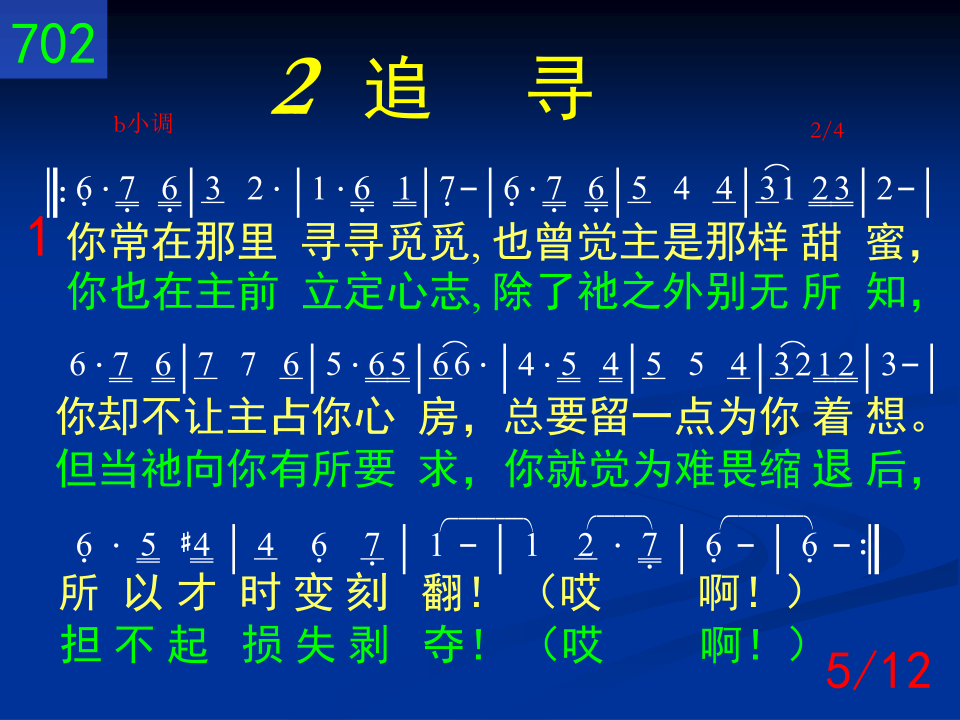 702
2 追 寻
b小调 2/4
‖: 6̣ · 7̣ 6̣ | 3 2 · | 1 · 6̣ 1 | 7̣ - | 6̣ · 7̣ 6̣ | 5 4 4 | 31 23 | 2 - |
1 你常在那里 寻寻觅觅, 也曾觉主是那样 甜 蜜，
你也在主前 立定心志, 除了祂之外别无 所 知，
6 · 7 6 | 7 7 6 | 5 · 65 | 66 · | 4 · 5 4 | 5 5 4 | 3212 | 3 - |
你却不让主占你心 房，总要留一点为你 着 想。
但当祂向你有所要 求，你就觉为难畏缩 退 后，
6̣ · 5 #4 | 4 6̣ 7̣ | 1 - | 1 2 · 7̣ | 6̣ - | 6̣ - :‖
所 以 才 时 变 刻 翻！（哎 啊！）
担 不 起 损 失 剥 夺！（哎 啊！）
5/12